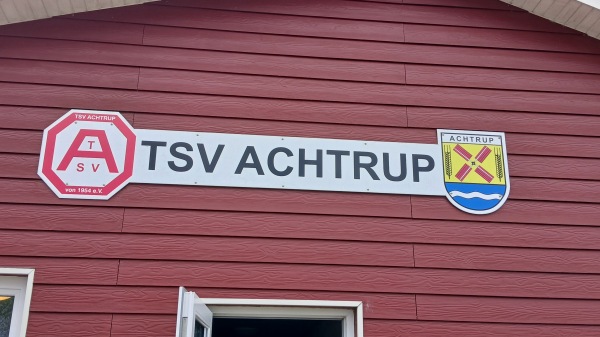 TSV ACHTRUP
A
T
S V
von 1954 e.V.
TSV ACHTRUP
ACHTRUP